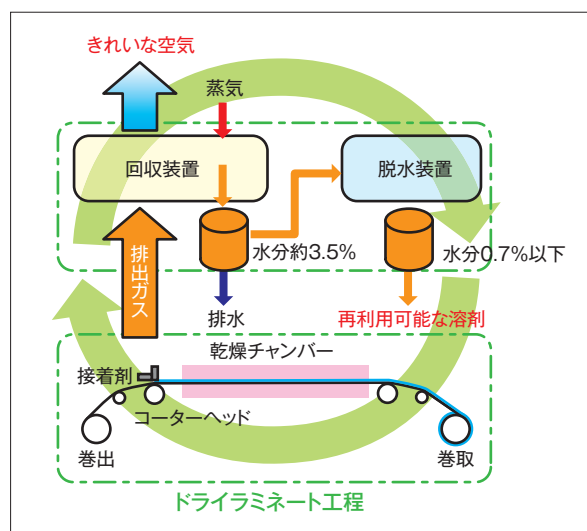 きれいな空気
蒸気
回収装置
脱水装置
水分約3.5%
水分0.7%以下
排出ガス
排水
再利用可能な溶剤
乾燥チャンバー
接着剤
コーターヘッド
巻出
巻取
ドライラミネート工程